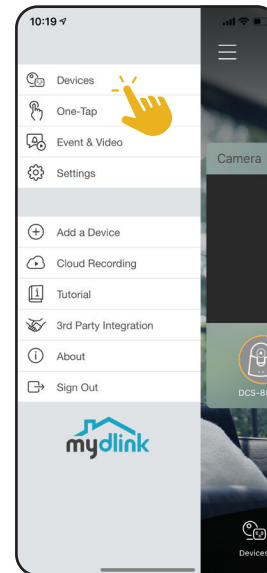 10:19
Devices
One-Tap
Event & Video
Settings
Add a Device
Cloud Recording
Tutorial
3rd Party Integration
About
Sign Out
mydlink
Camera
Devices